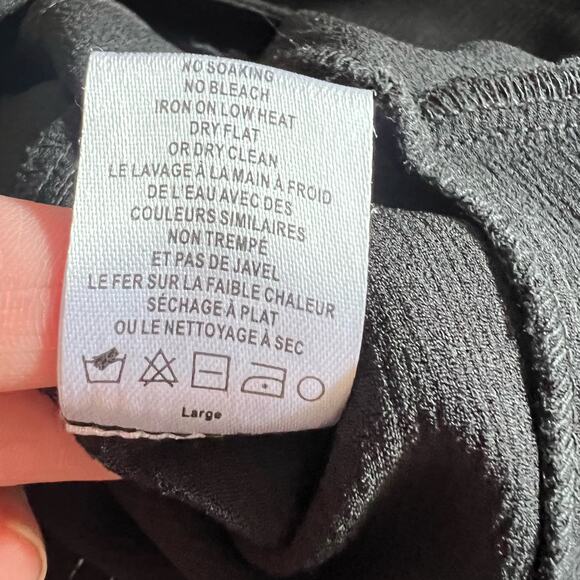 NO SOAKING
NO BLEACH
IRON ON LOW HEAT
DRY FLAT
OR DRY CLEAN
LE LAVAGE À LA MAIN À FROID
DE L'EAU AVEC DES
COULEURS SIMILAIRES
NON TREMPÉ
ET PAS DE JAVEL
LE FER SUR LA FAIBLE CHALEUR
SÉCHAGE À PLAT
OU LE NETTOYAGE À SEC
Large